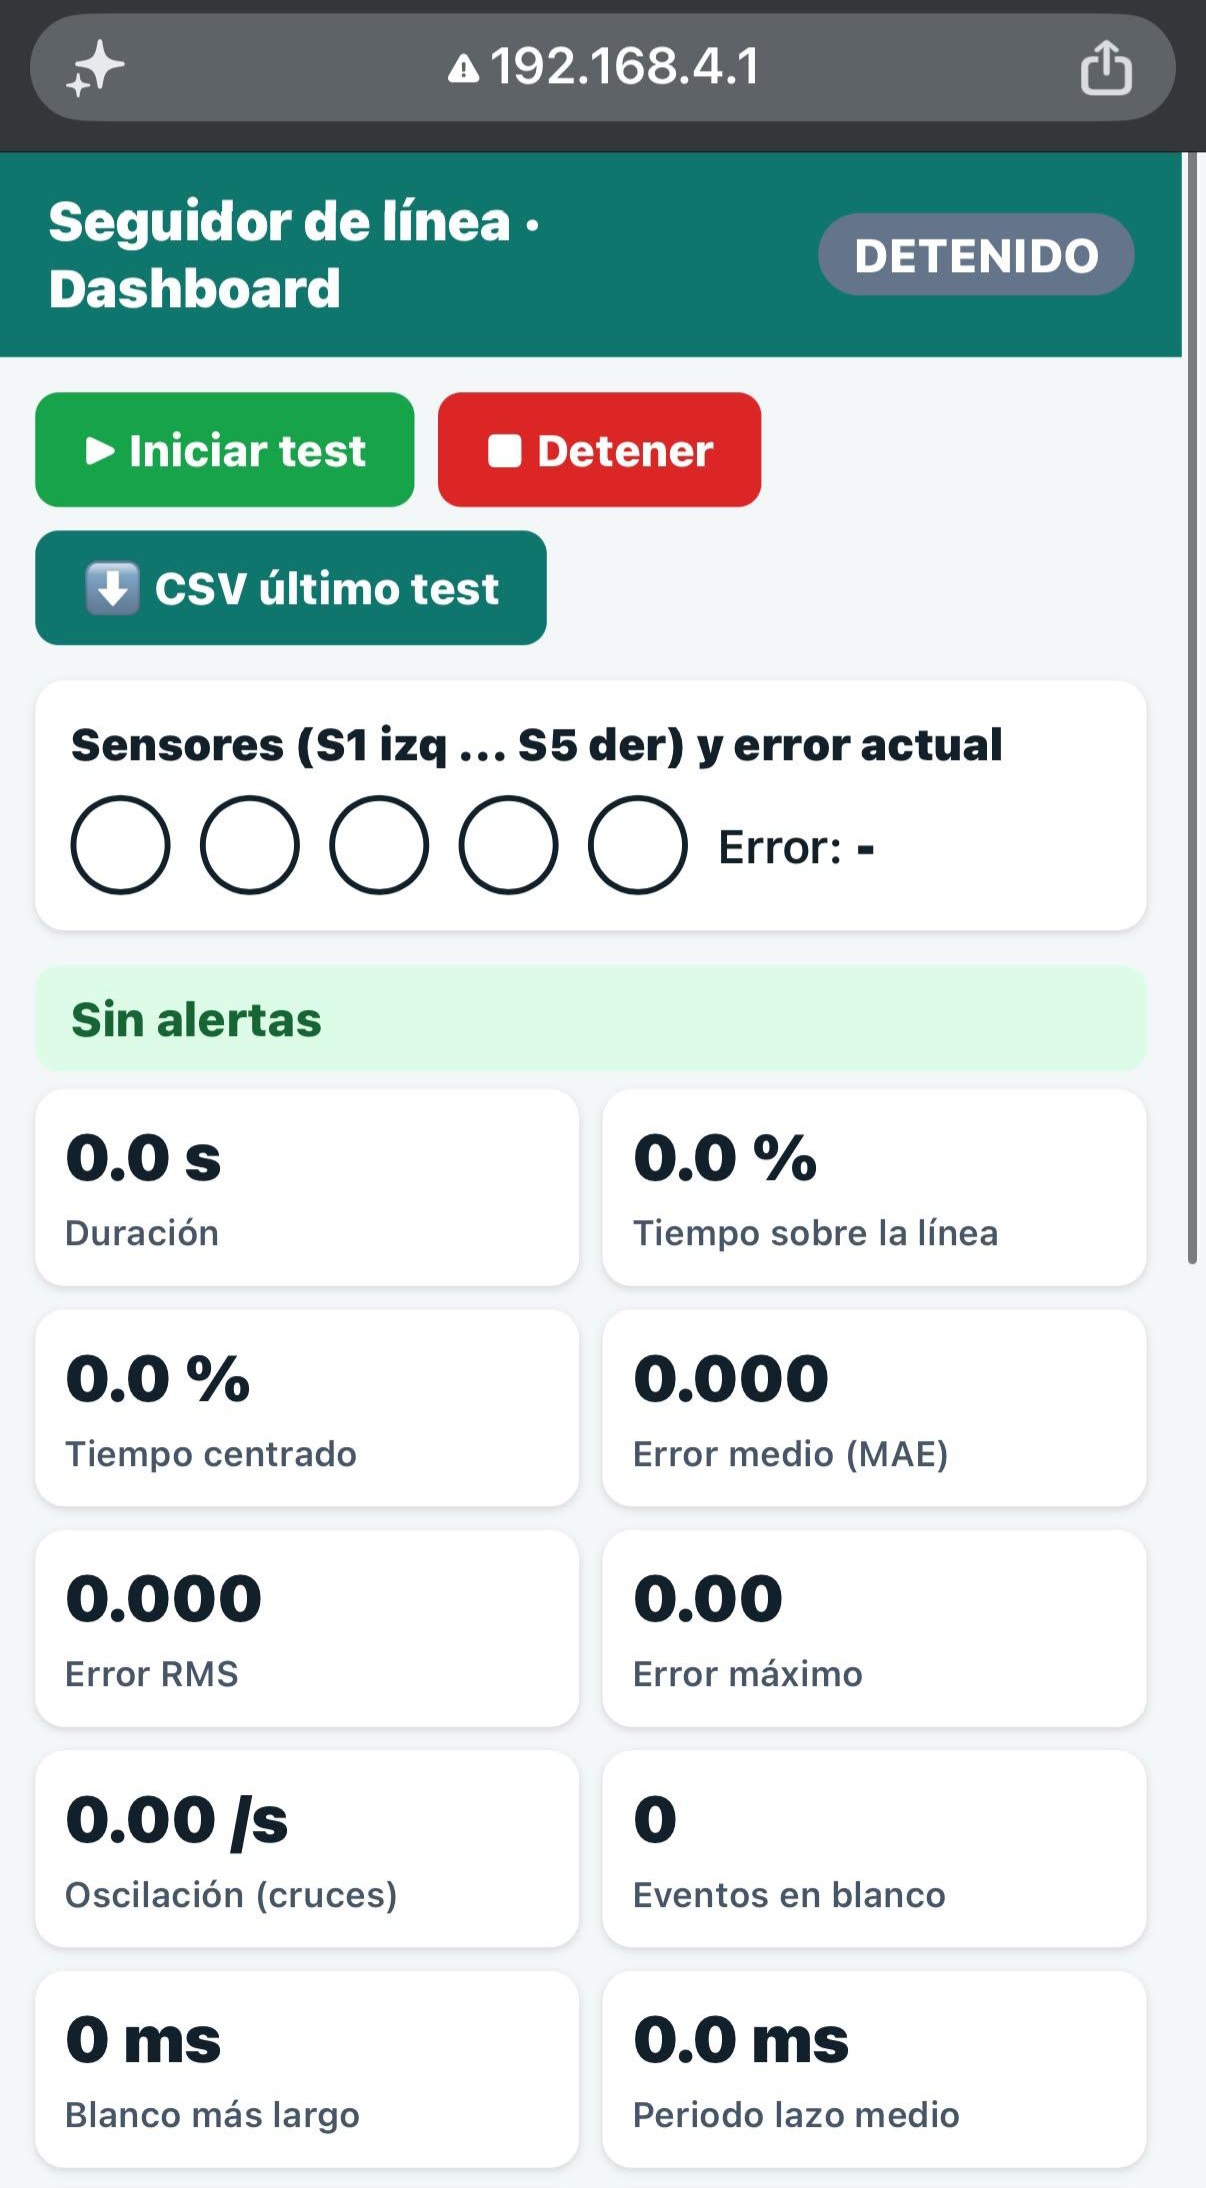 192.168.4.1
Seguidor de línea ·
Dashboard
DETENIDO
Iniciar test
Detener
CSV último test
Sensores (S1 izq ... S5 der) y error actual
Error: -
Sin alertas
0.0 s
Duración
0.0 %
Tiempo sobre la línea
0.0 %
Tiempo centrado
0.000
Error medio (MAE)
0.000
Error RMS
0.00
Error máximo
0.00 /s
Oscilación (cruces)
0
Eventos en blanco
0 ms
Blanco más largo
0.0 ms
Periodo lazo medio